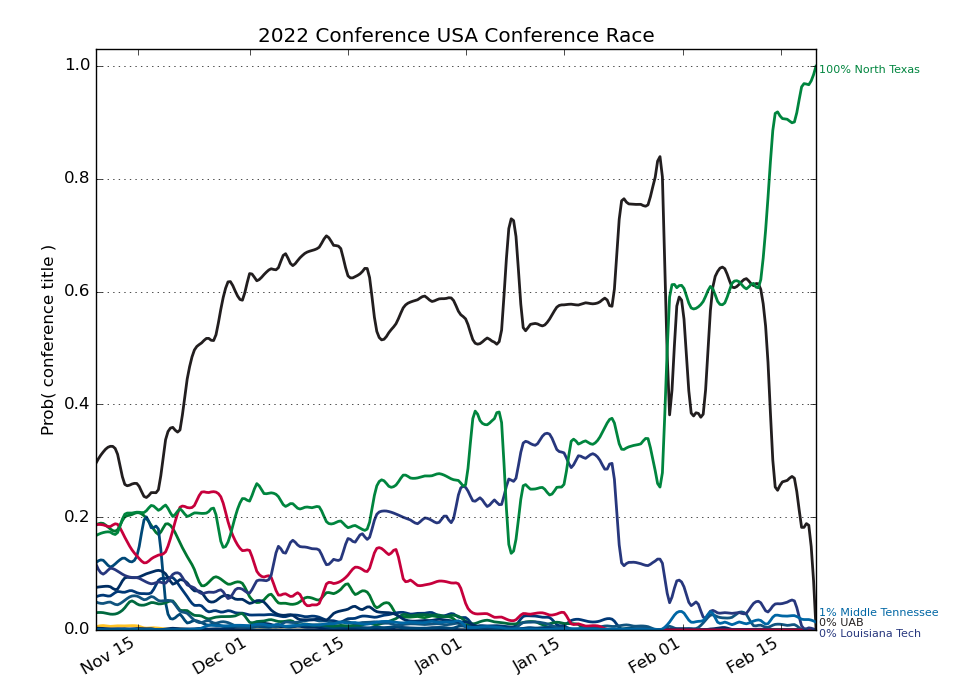 2022 Conference USA Conference Race
Prob( conference title )
1.0
0.8
0.6
0.4
0.2
0.0
Nov 15
Dec 01
Dec 15
Jan 01
Jan 15
Feb 01
Feb 15
100% North Texas
1% Middle Tennessee
0% UAB
0% Louisiana Tech